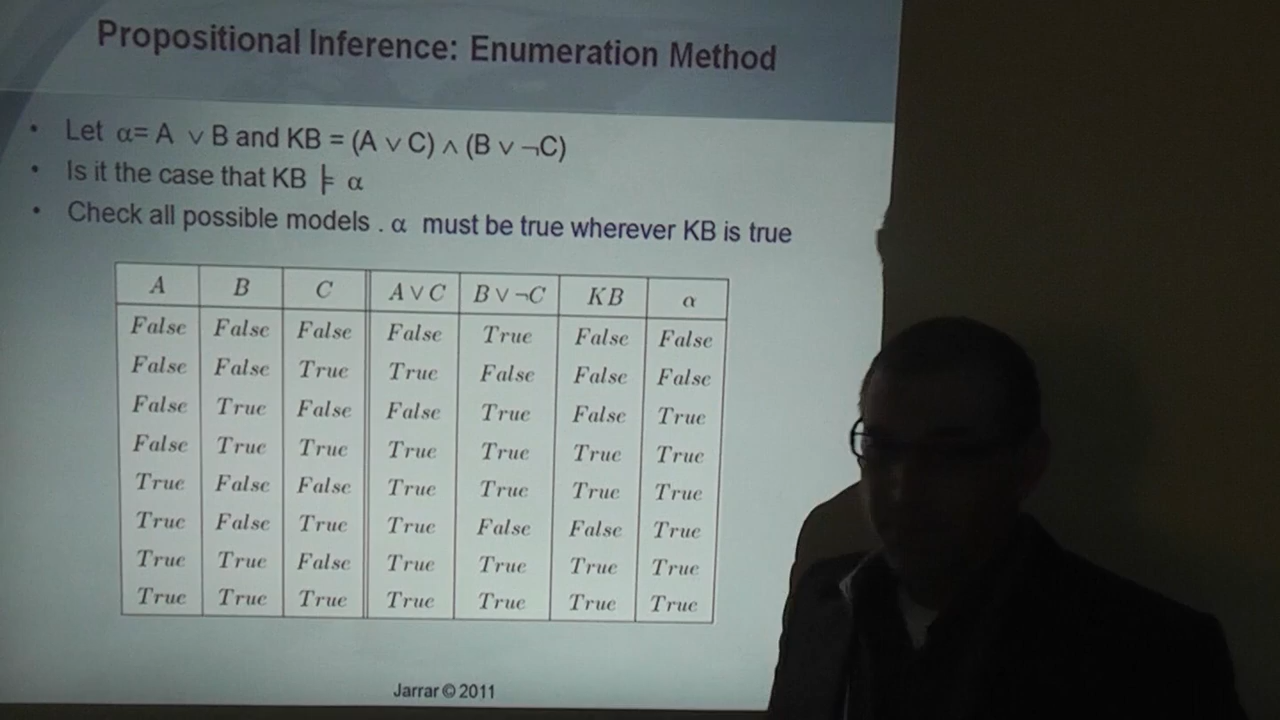 Propositional Inference: Enumeration Method
• Let α= A ∨ B and KB = (A ∨ C) ∧ (B ∨ ¬C)
• Is it the case that KB ⊨ α
• Check all possible models . α must be true wherever KB is true
A B C A∨C B∨¬C KB α
False False False False True False False
False False True True False False False
False True False False True False True
False True True True True True True
True False False True True True True
True False True True False False True
True True False True True True True
True True True True True True True
Jarrar © 2011